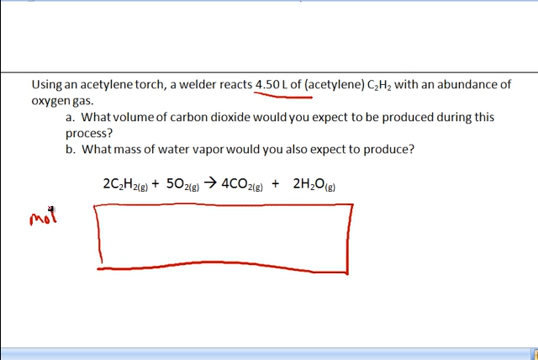 Using an acetylene torch, a welder reacts 4.50 L of (acetylene) C₂H₂ with an abundance of
oxygen gas.
a. What volume of carbon dioxide would you expect to be produced during this
process?
b. What mass of water vapor would you also expect to produce?
2C₂H₂₍g₎ + 5O₂₍g₎ → 4CO₂₍g₎ + 2H₂O₍g₎
mol